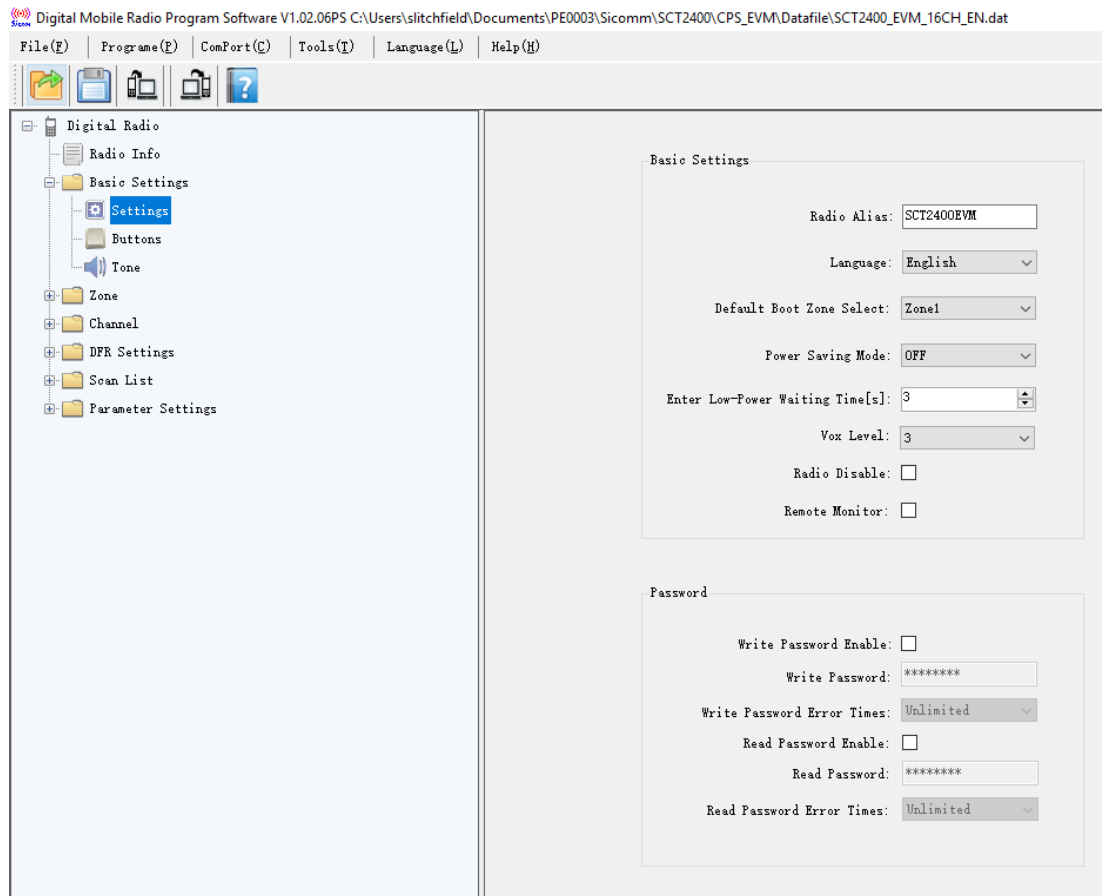 Digital Mobile Radio Program Software V1.02.06PS C:\Users\slitchfield\Documents\PE0003\Sicomm\SCT2400\CPS_EVM\Datafile\SCT2400_EVM_16CH_EN.dat
File(F) Programe(P) ComPort(C) Tools(T) Language(L) Help(H)
Digital Radio
Radio Info
Basic Settings
Settings
Buttons
Tone
Zone
Channel
DFR Settings
Scan List
Parameter Settings
Basic Settings
Radio Alias: SCT2400EVM
Language: English
Default Boot Zone Select: Zone1
Power Saving Mode: OFF
Enter Low-Power Waiting Time[s]: 3
Vox Level: 3
Radio Disable:
Remote Monitor:
Password
Write Password Enable:
Write Password: ********
Write Password Error Times: Unlimited
Read Password Enable:
Read Password: ********
Read Password Error Times: Unlimited